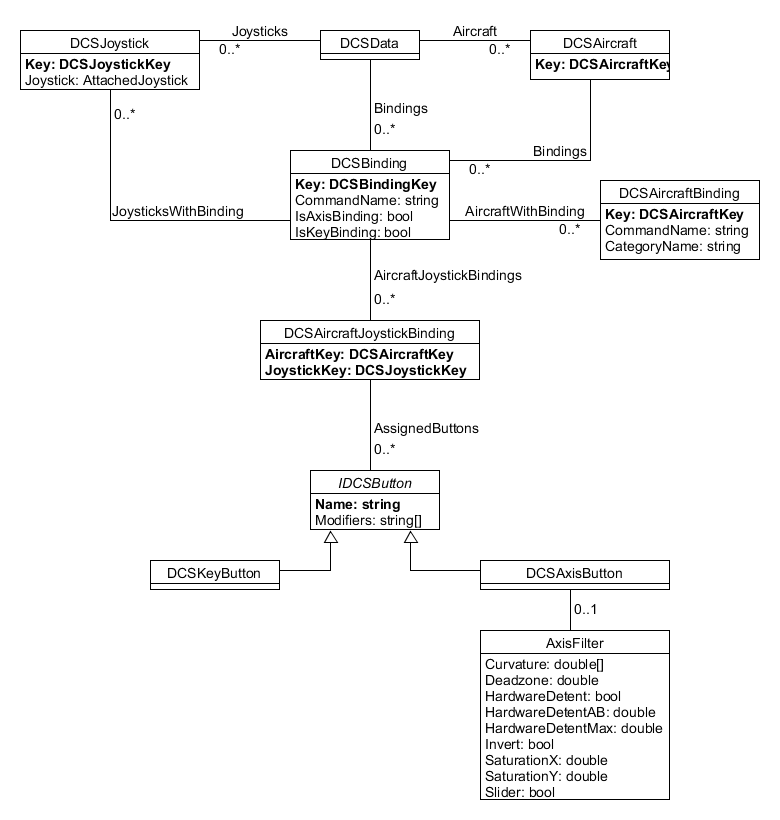 Joysticks
Aircraft
DCSJoystick
DCSData
DCSAircraft
0..*
0..*
Key: DCSJoystickKey
Joystick: AttachedJoystick
Key: DCSAircraftKey
0..*
Bindings
0..*
Bindings
DCSBinding
0..*
Key: DCSBindingKey
CommandName: string
IsAxisBinding: bool
IsKeyBinding: bool
DCSAircraftBinding
Key: DCSAircraftKey
CommandName: string
CategoryName: string
JoysticksWithBinding
AircraftWithBinding
0..*
AircraftJoystickBindings
0..*
DCSAircraftJoystickBinding
AircraftKey: DCSAircraftKey
JoystickKey: DCSJoystickKey
AssignedButtons
0..*
IDCSButton
Name: string
Modifiers: string[]
DCSKeyButton
DCSAxisButton
0..1
AxisFilter
Curvature: double[]
Deadzone: double
HardwareDetent: bool
HardwareDetentAB: double
HardwareDetentMax: double
Invert: bool
SaturationX: double
SaturationY: double
Slider: bool